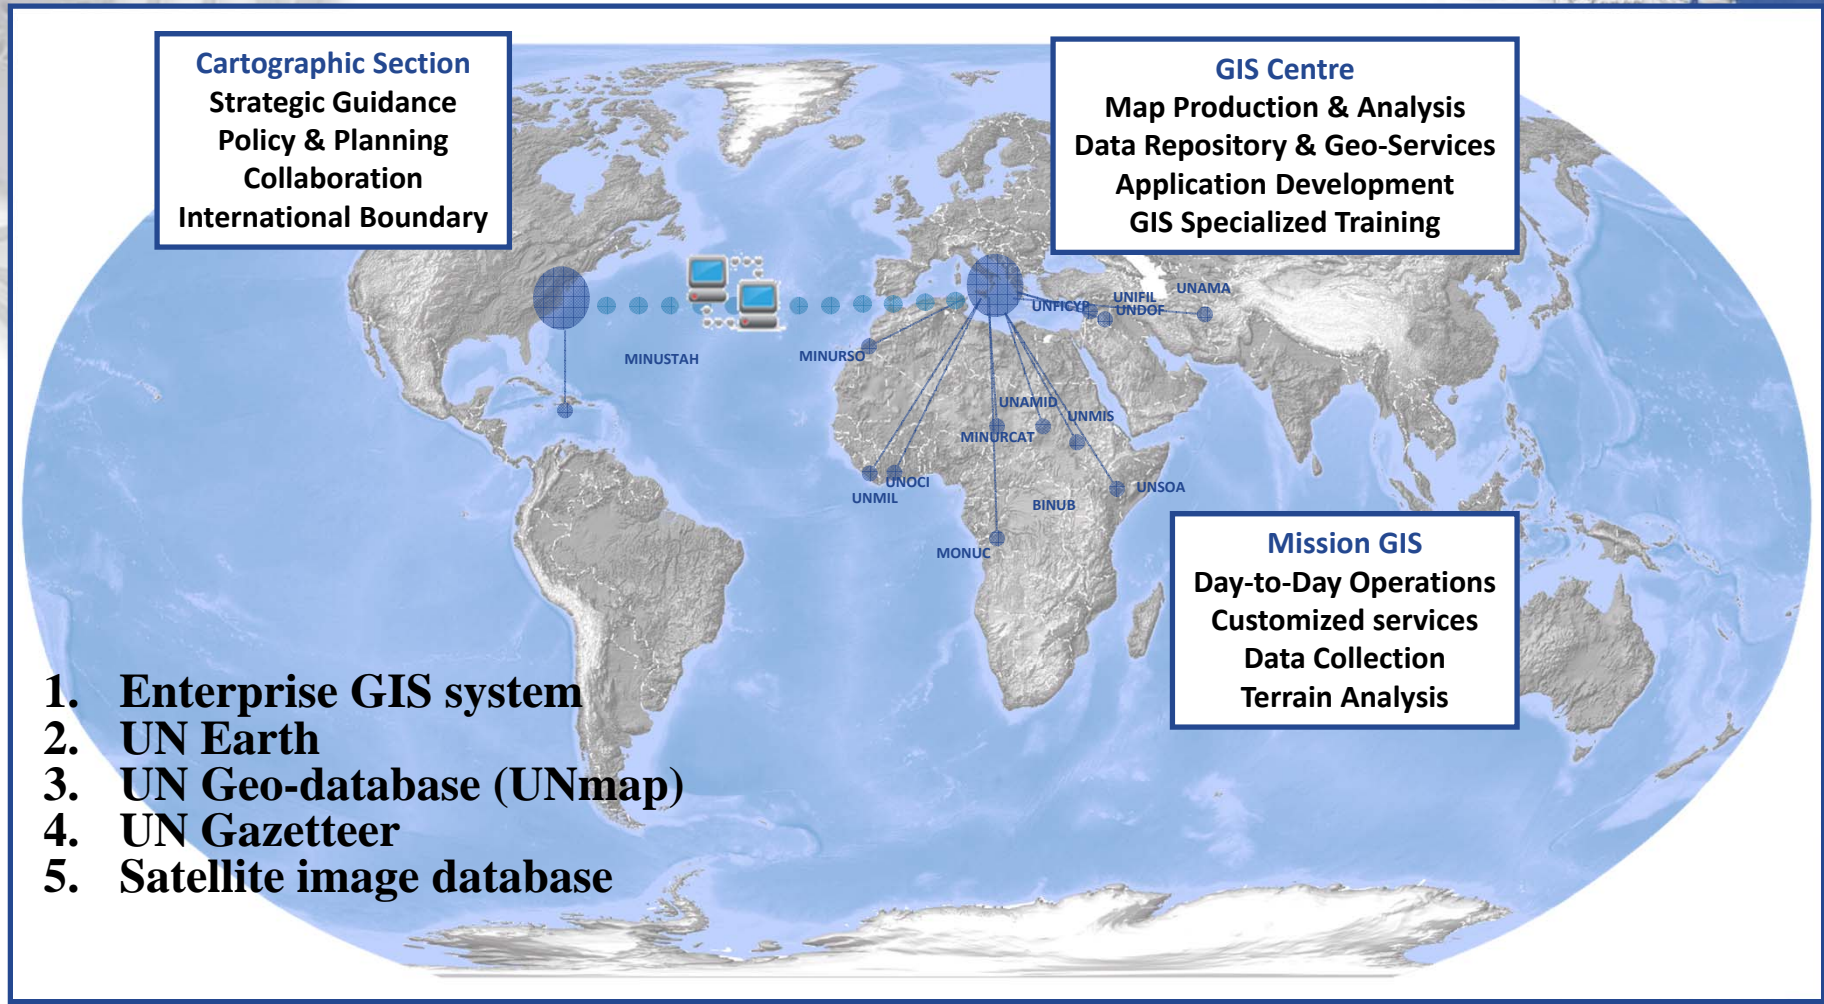 Cartographic Section
Strategic Guidance
Policy & Planning
Collaboration
International Boundary
GIS Centre
Map Production & Analysis
Data Repository & Geo-Services
Application Development
GIS Specialized Training
UNAMA
UNIFIL
UNFICYP
UNDOF
MINUSTAH
MINURSO
UNAMID
UNMIS
MINURCAT
UNOCI
UNMIL
UNSOA
BINUB
MONUC
Mission GIS
Day-to-Day Operations
Customized services
Data Collection
Terrain Analysis
1. Enterprise GIS system
2. UN Earth
3. UN Geo-database (UNmap)
4. UN Gazetteer
5. Satellite image database